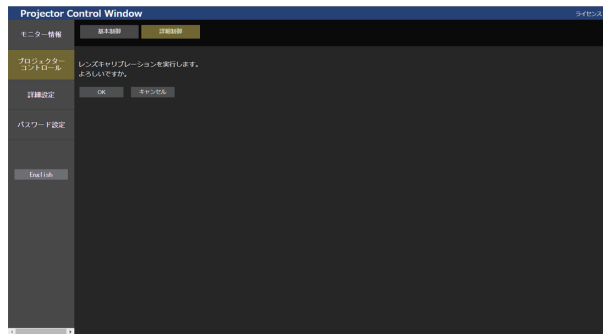 Projector Control Window
ライセンス
モニター情報
基本制御
詳細制御
プロジェクター
コントロール
レンズキャリブレーションを実行します。
よろしいですか。
詳細設定
OK
キャンセル
パスワード設定
English